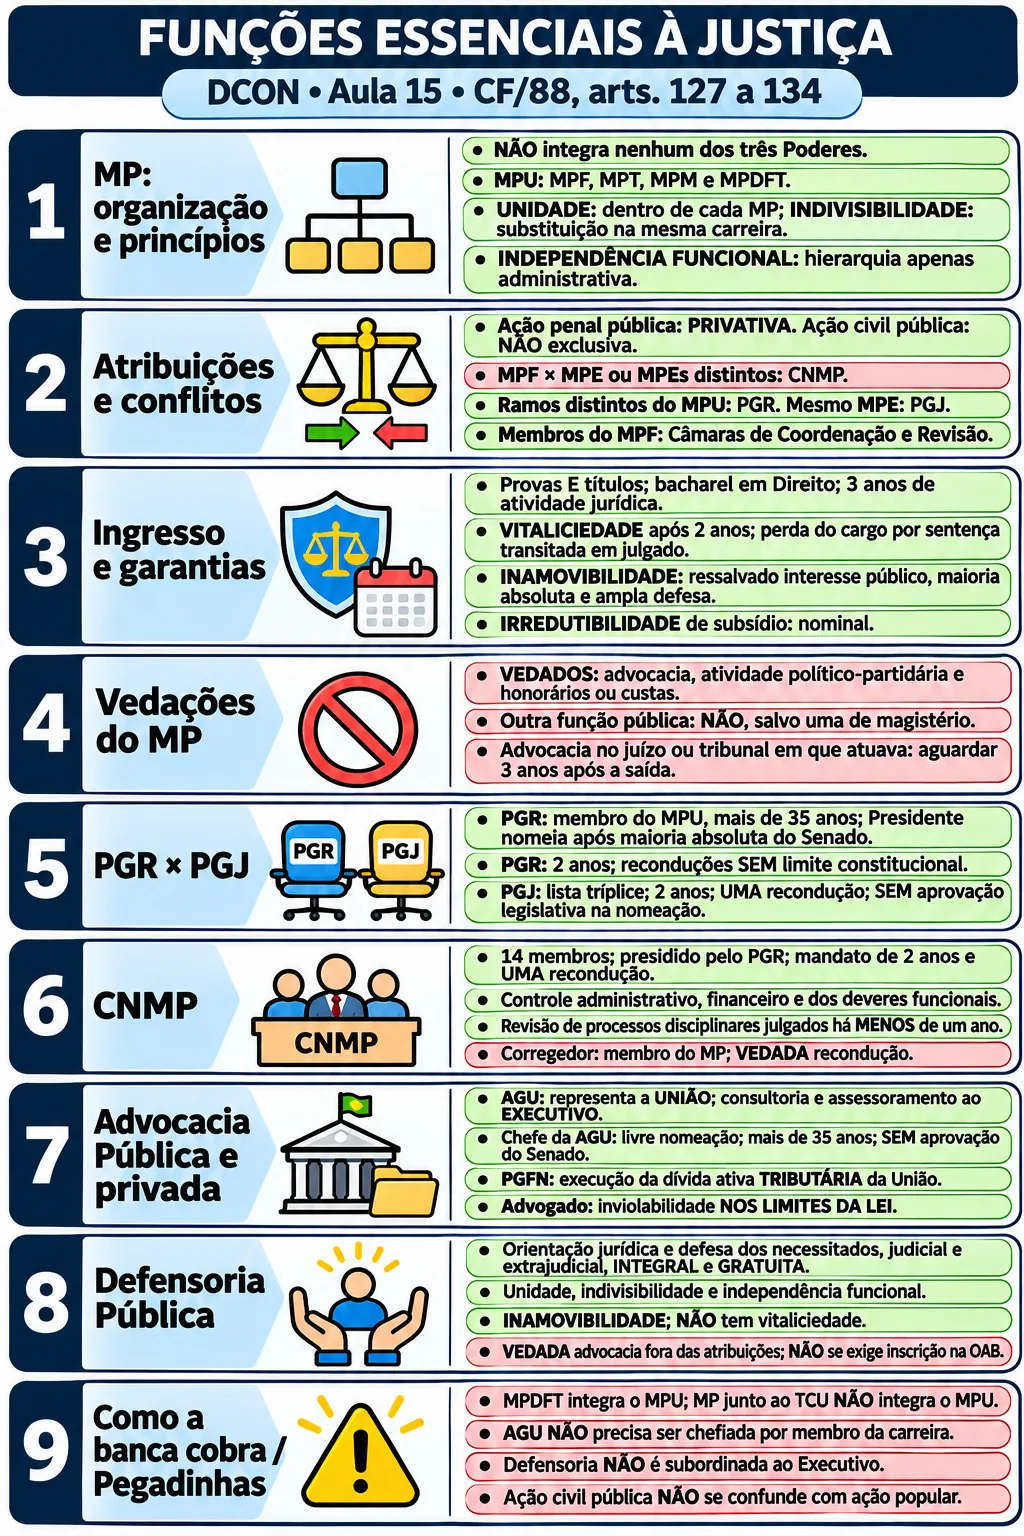 FUNÇÕES ESSENCIAIS À JUSTIÇA
DCON • Aula 15 • CF/88, arts. 127 a 134
1
MP:
organização
e princípios
• NÃO integra nenhum dos três Poderes.
• MPU: MPF, MPT, MPM e MPDFT.
• UNIDADE: dentro de cada MP; INDIVISIBILIDADE:
substituição na mesma carreira.
• INDEPENDÊNCIA FUNCIONAL: hierarquia apenas
administrativa.
2
Atribuições
e conflitos
• Ação penal pública: PRIVATIVA. Ação civil pública:
NÃO exclusiva.
• MPF × MPE ou MPEs distintos: CNMP.
• Ramos distintos do MPU: PGR. Mesmo MPE: PGJ.
• Membros do MPF: Câmaras de Coordenação e Revisão.
3
Ingresso
e garantias
• Provas E títulos; bacharel em Direito; 3 anos de
atividade jurídica.
• VITALICIEDADE após 2 anos; perda do cargo por sentença
transitada em julgado.
• INAMOVIBILIDADE: ressalvado interesse público, maioria
absoluta e ampla defesa.
• IRREDUTIBILIDADE de subsídio: nominal.
4
Vedações
do MP
• VEDADOS: advocacia, atividade político-partidária e
honorários ou custas.
• Outra função pública: NÃO, salvo uma de magistério.
• Advocacia no juízo ou tribunal em que atuava: aguardar
3 anos após a saída.
5
PGR × PGJ
PGR
PGJ
• PGR: membro do MPU, mais de 35 anos; Presidente
nomeia após maioria absoluta do Senado.
• PGR: 2 anos; reconduções SEM limite constitucional.
• PGJ: lista tríplice; 2 anos; UMA recondução; SEM aprovação
legislativa na nomeação.
6
CNMP
CNMP
• 14 membros; presidido pelo PGR; mandato de 2 anos e
UMA recondução.
• Controle administrativo, financeiro e dos deveres funcionais.
• Revisão de processos disciplinares julgados há MENOS de um ano.
• Corregedor: membro do MP; VEDADA recondução.
7
Advocacia
Pública e
privada
• AGU: representa a UNIÃO; consultoria e assessoramento ao
EXECUTIVO.
• Chefe da AGU: livre nomeação; mais de 35 anos; SEM aprovação
do Senado.
• PGFN: execução da dívida ativa TRIBUTÁRIA da União.
• Advogado: inviolabilidade NOS LIMITES DA LEI.
8
Defensoria
Pública
• Orientação jurídica e defesa dos necessitados, judicial e
extrajudicial, INTEGRAL e GRATUITA.
• Unidade, indivisibilidade e independência funcional.
• INAMOVIBILIDADE; NÃO tem vitaliciedade.
• VEDADA advocacia fora das atribuições; NÃO se exige inscrição na OAB.
9
Como a
banca cobra /
Pegadinhas
• MPDFT integra o MPU; MP junto ao TCU NÃO integra o MPU.
• AGU NÃO precisa ser chefiada por membro da carreira.
• Defensoria NÃO é subordinada ao Executivo.
• Ação civil pública NÃO se confunde com ação popular.